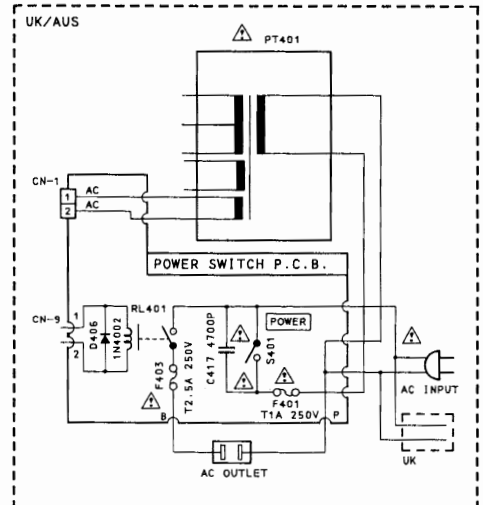 UK/AUS
PT401
CN-1
1
AC
2
AC
POWER SWITCH P.C.B.
RL401
CN-9
1
2
D406
1N4002
F403
T2.5A 250V
C417 4700P
POWER
S401
F401
T1A 250V
B
P
AC INPUT
UK
AC OUTLET